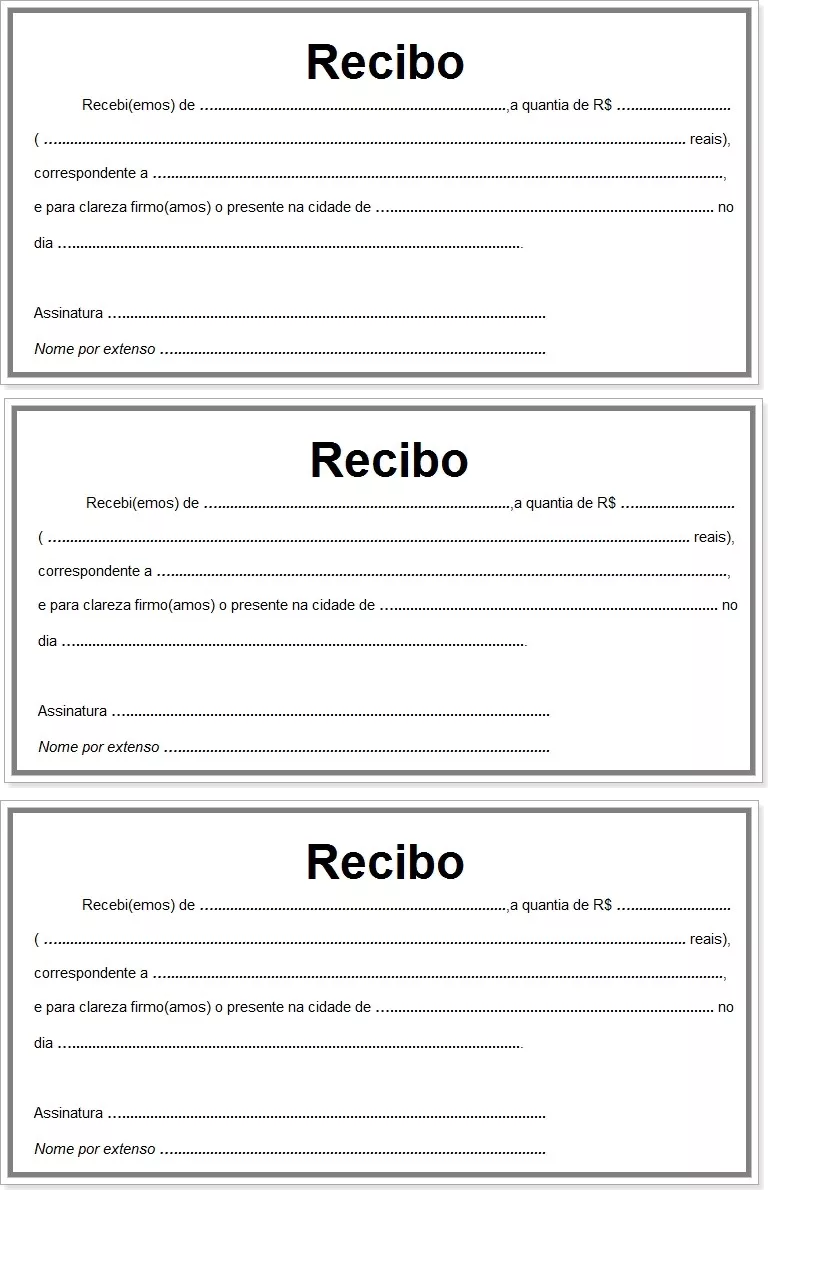 Recibo
Recebi(emos) de ................................................................................,a quantia de R$ ...............................
( ............................................................................................................................................................................ reais),
correspondente a ........................................................................................................................................................,
e para clareza firmo(amos) o presente na cidade de .......................................................................................... no
dia ............................................................................................................................
Assinatura .....................................................................................................................
Nome por extenso .......................................................................................................
Recibo
Recebi(emos) de ................................................................................,a quantia de R$ ...............................
( ............................................................................................................................................................................ reais),
correspondente a ........................................................................................................................................................,
e para clareza firmo(amos) o presente na cidade de .......................................................................................... no
dia ............................................................................................................................
Assinatura .....................................................................................................................
Nome por extenso .......................................................................................................
Recibo
Recebi(emos) de ................................................................................,a quantia de R$ ...............................
( ............................................................................................................................................................................ reais),
correspondente a ........................................................................................................................................................,
e para clareza firmo(amos) o presente na cidade de .......................................................................................... no
dia ............................................................................................................................
Assinatura .....................................................................................................................
Nome por extenso .......................................................................................................